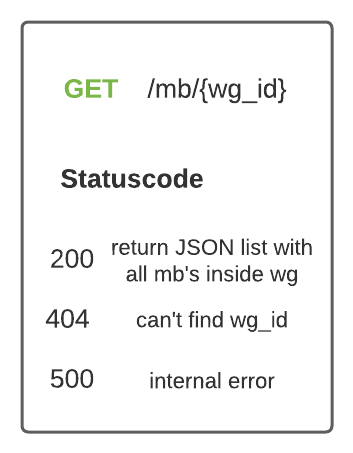 GET /mb/{wg_id}
Statuscode
200 return JSON list with
all mb's inside wg
404 can't find wg_id
500 internal error